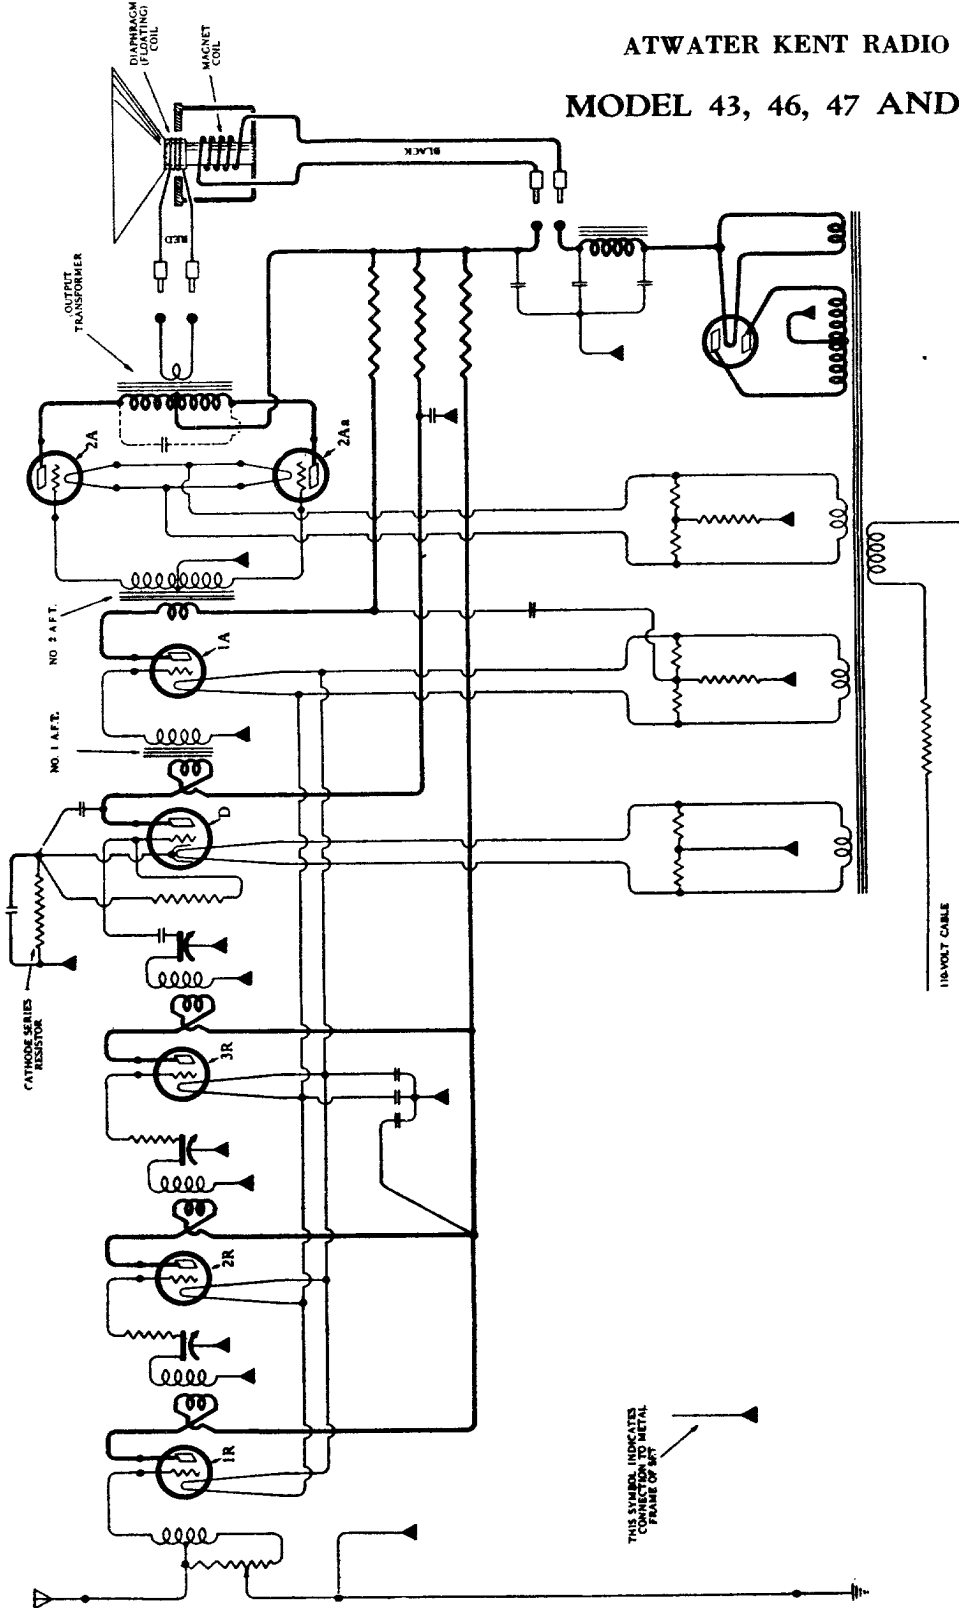 ATWATER KENT RADIO
MODEL 43, 46, 47 AND
DIAPHRAGM
(FLOATING)
COIL
MAGNET
COIL
BLACK
RED
OUTPUT
TRANSFORMER
2A
2Aa
NO 2 A.F.T.
1A
NO. 1 A.F.T.
D
CATHODE SERIES
RESISTOR
3R
2R
1R
110-VOLT CABLE
THIS SYMBOL INDICATES
CONNECTION TO METAL
FRAME OF SET